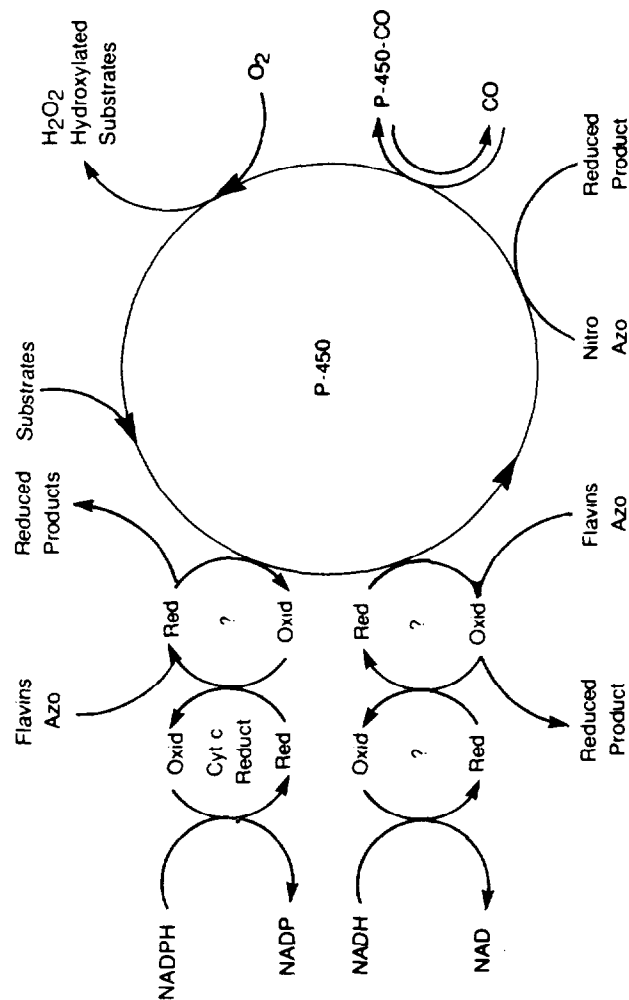 NADPH
NADP
NADH
NAD
Oxid
Cyt c
Reduct
Red
Oxid
?
Red
Flavins
Azo
Red
?
Oxid
Red
?
Oxid
Reduced
Product
Reduced
Products
Flavins
Azo
Substrates
P-450
Nitro
Azo
Reduced
Product
H2O2
Hydroxylated
Substrates
O2
P-450-CO
CO